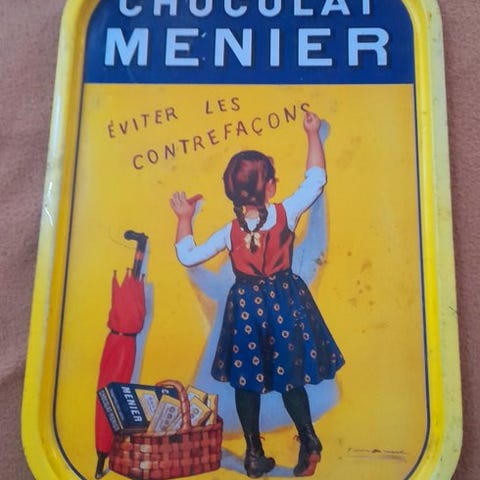 CHOCOLAT
MENIER
ÉVITER LES
CONTREFAÇONS
MENIER